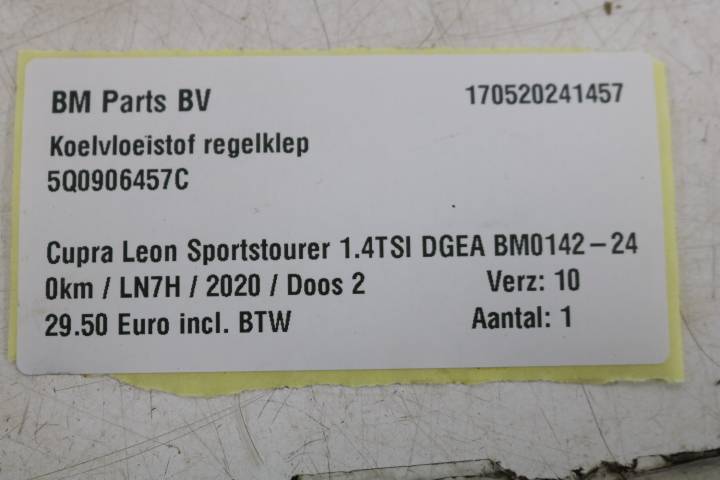 BM Parts BV 170520241457
Koelvloeistof regelklep
5Q0906457C
Cupra Leon Sportstourer 1.4TSI DGEA BM0142-24
0km / LN7H / 2020 / Doos 2 Verz: 10
29.50 Euro incl. BTW Aantal: 1